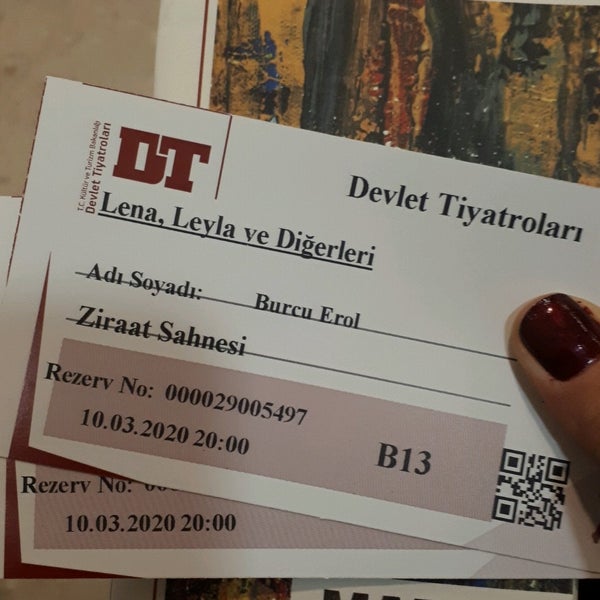 T.C. Kültür ve Turizm Bakanlığı
Devlet Tiyatroları
DT
Devlet Tiyatroları
Lena, Leyla ve Diğerleri
Adı Soyadı: Burcu Erol
Ziraat Sahnesi
Rezerv No: 000029005497
10.03.2020 20:00
B13
Rezerv No:
10.03.2020 20:00